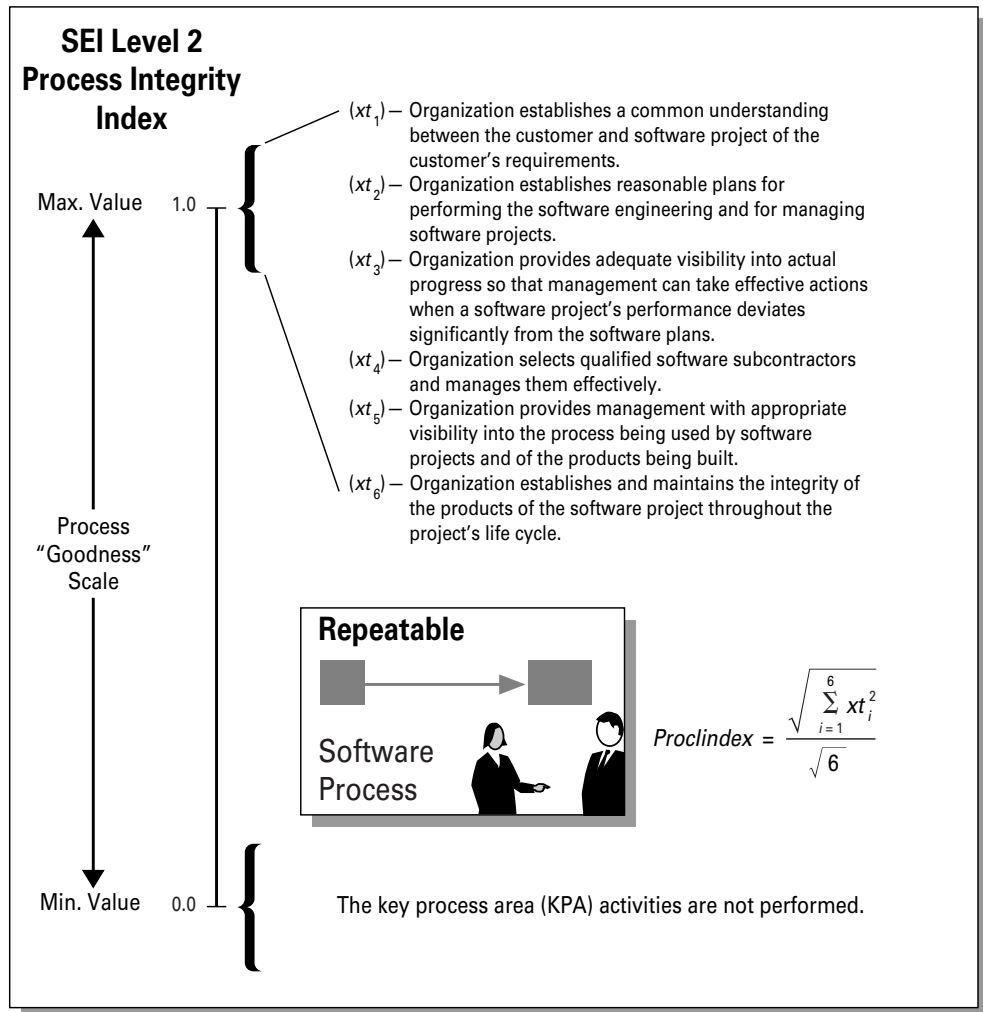 SEI Level 2
Process Integrity
Index
(xt₁) – Organization establishes a common understanding
between the customer and software project of the
customer's requirements.
Max. Value 1.0
(xt₂) – Organization establishes reasonable plans for
performing the software engineering and for managing
software projects.
(xt₃) – Organization provides adequate visibility into actual
progress so that management can take effective actions
when a software project's performance deviates
significantly from the software plans.
(xt₄) – Organization selects qualified software subcontractors
and manages them effectively.
(xt₅) – Organization provides management with appropriate
visibility into the process being used by software
projects and of the products being built.
(xt₆) – Organization establishes and maintains the integrity of
the products of the software project throughout the
project's life cycle.
Process
"Goodness"
Scale
Repeatable
Software
Process
ProcIindex = √(∑_{i=1}^{6} xt_i²) / √6
Min. Value 0.0
The key process area (KPA) activities are not performed.